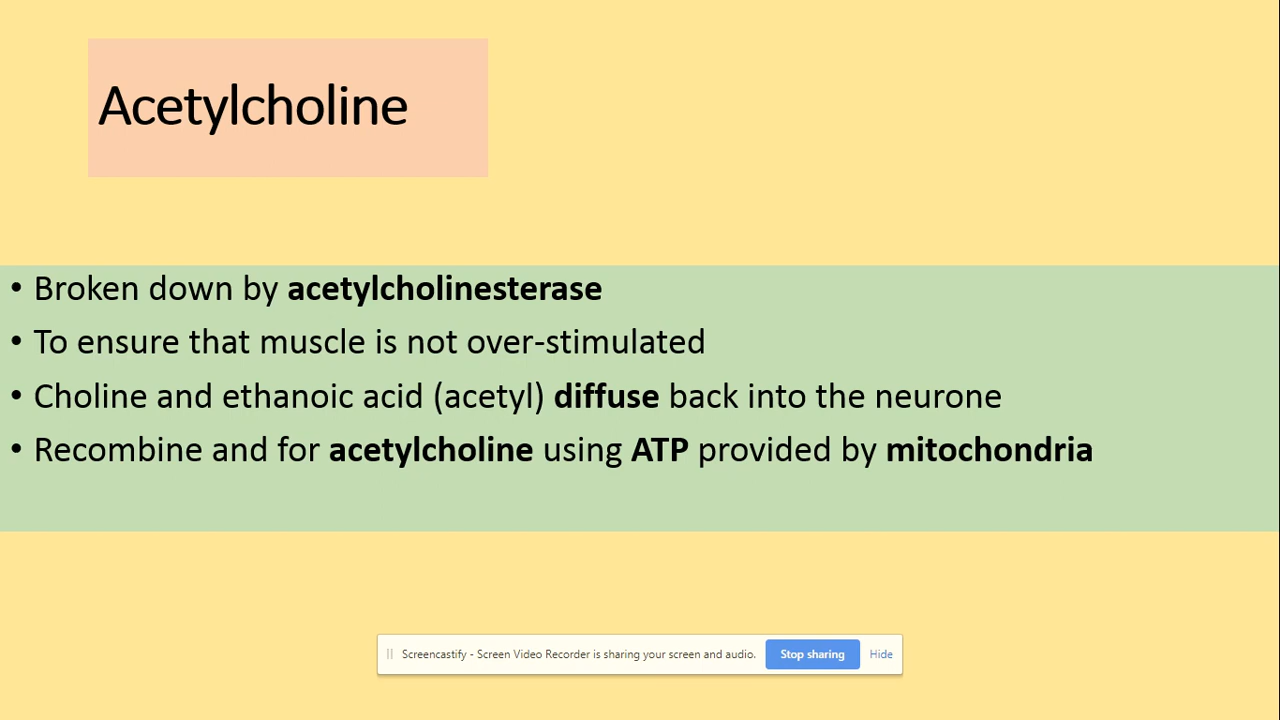 Acetylcholine
• Broken down by acetylcholinesterase
• To ensure that muscle is not over-stimulated
• Choline and ethanoic acid (acetyl) diffuse back into the neurone
• Recombine and for acetylcholine using ATP provided by mitochondria
Screencastify - Screen Video Recorder is sharing your screen and audio. Stop sharing Hide